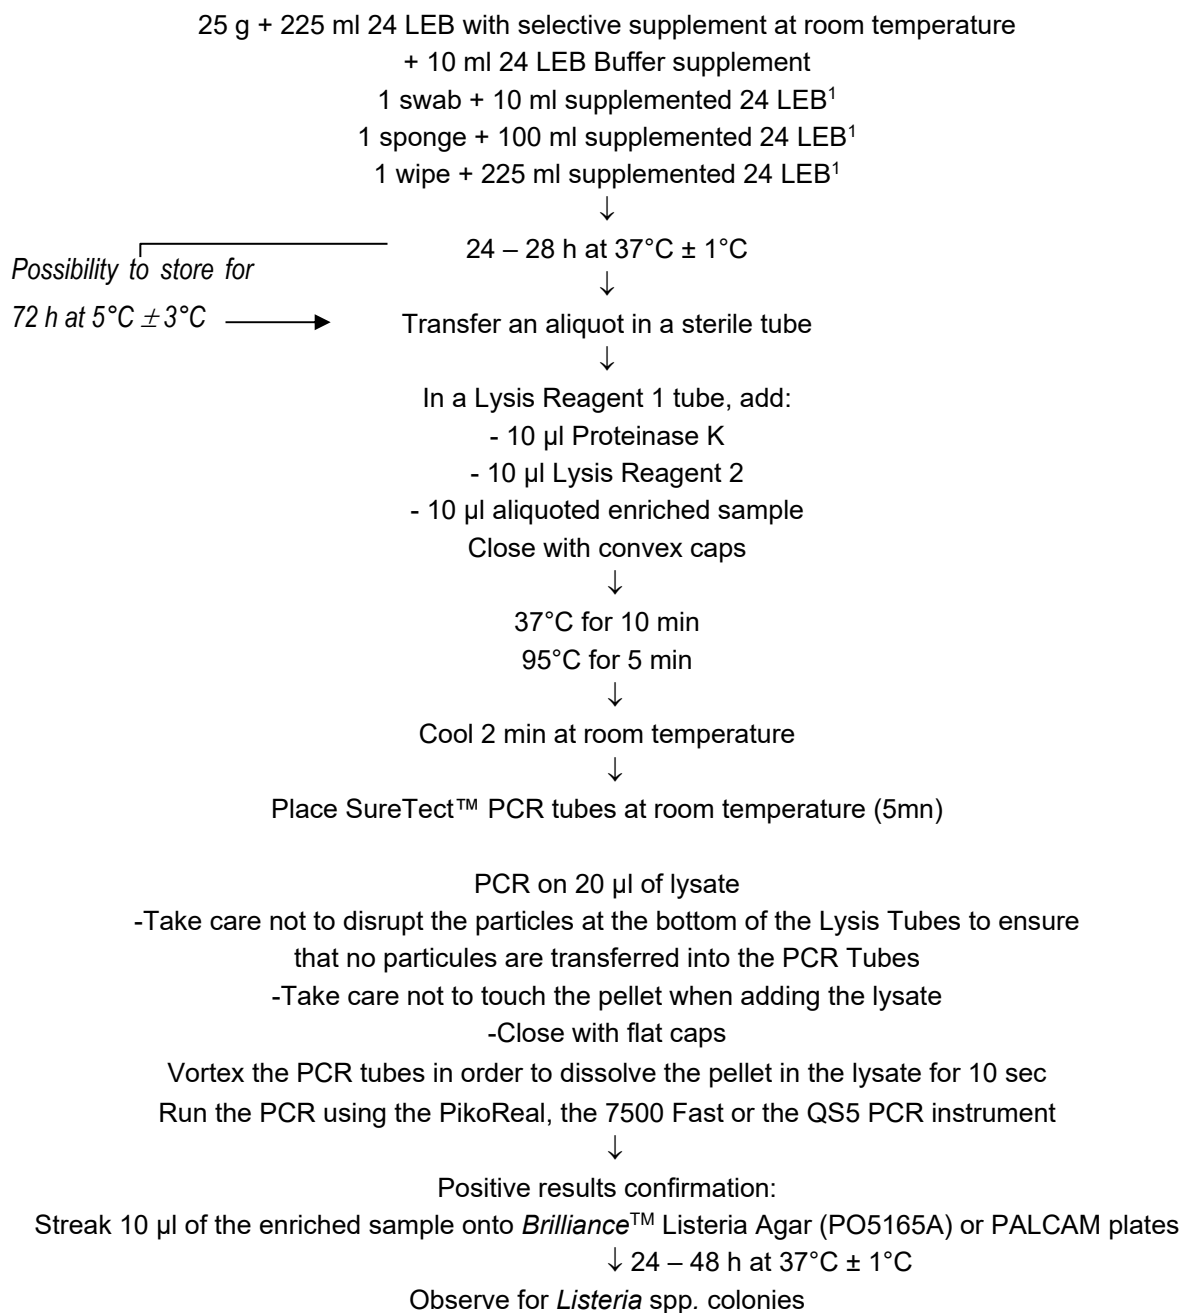 25 g + 225 ml 24 LEB with selective supplement at room temperature
+ 10 ml 24 LEB Buffer supplement
1 swab + 10 ml supplemented 24 LEB¹
1 sponge + 100 ml supplemented 24 LEB¹
1 wipe + 225 ml supplemented 24 LEB¹
↓
24 – 28 h at 37°C ± 1°C
Possibility to store for
72 h at 5°C ± 3°C
↓
Transfer an aliquot in a sterile tube
↓
In a Lysis Reagent 1 tube, add:
- 10 µl Proteinase K
- 10 µl Lysis Reagent 2
- 10 µl aliquoted enriched sample
Close with convex caps
↓
37°C for 10 min
95°C for 5 min
↓
Cool 2 min at room temperature
↓
Place SureTect™ PCR tubes at room temperature (5mn)
PCR on 20 µl of lysate
-Take care not to disrupt the particles at the bottom of the Lysis Tubes to ensure
that no particules are transferred into the PCR Tubes
-Take care not to touch the pellet when adding the lysate
-Close with flat caps
Vortex the PCR tubes in order to dissolve the pellet in the lysate for 10 sec
Run the PCR using the PikoReal, the 7500 Fast or the QS5 PCR instrument
↓
Positive results confirmation:
Streak 10 µl of the enriched sample onto Brilliance™ Listeria Agar (PO5165A) or PALCAM plates
↓ 24 – 48 h at 37°C ± 1°C
Observe for Listeria spp. colonies